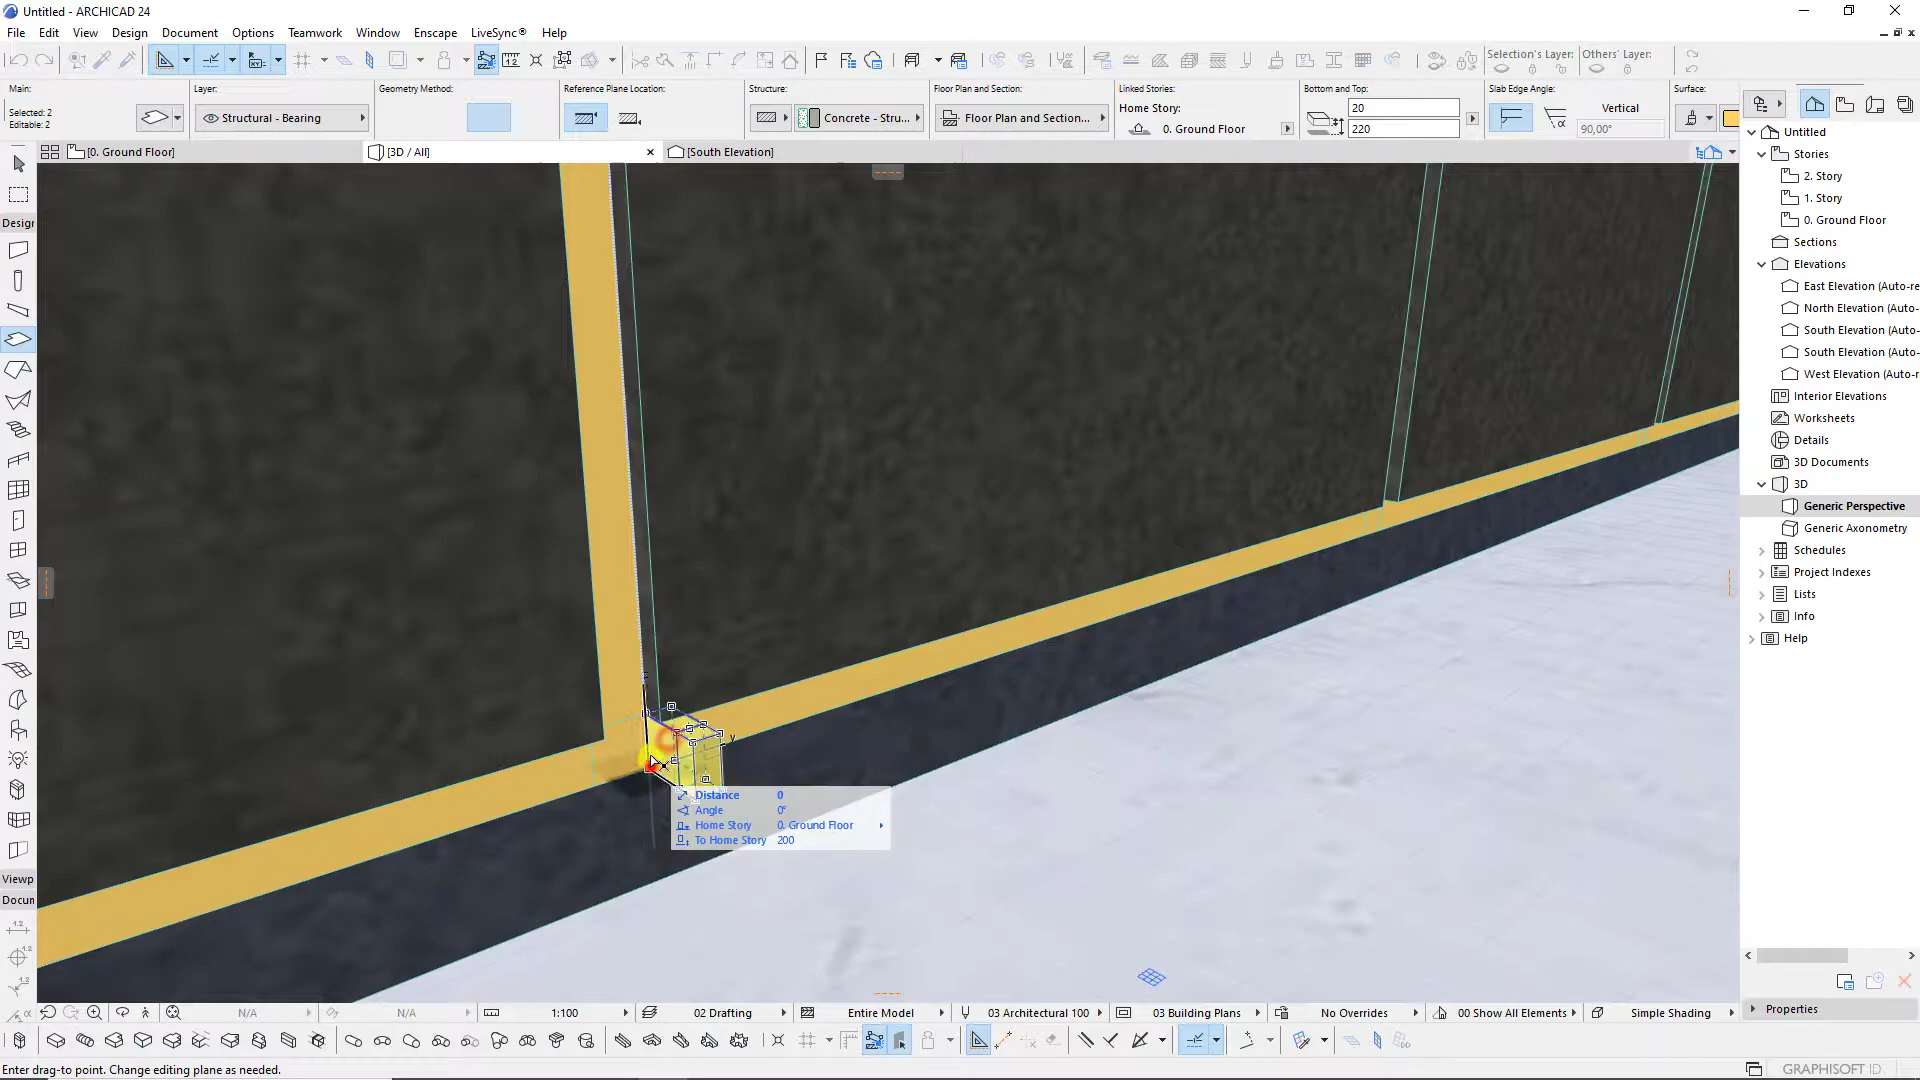 Untitled - ARCHICAD 24
File Edit View Design Document Options Teamwork Window Enscape LiveSync® Help
Selection's Layer: Others' Layer:
Main: Layer: Geometry Method: Reference Plane Location: Structure: Floor Plan and Section: Linked Stories: Bottom and Top: Slab Edge Angle: Surface:
Selected: 2
Editable: 2
Structural - Bearing
Concrete - Stru...
Floor Plan and Section...
Home Story:
0. Ground Floor
20
220
Vertical
90,00°
[0. Ground Floor]
[3D / All]
[South Elevation]
Design
Viewp
Docum
Untitled
Stories
2. Story
1. Story
0. Ground Floor
Sections
Elevations
East Elevation (Auto-re
North Elevation (Auto-
South Elevation (Auto-
South Elevation (Auto-
West Elevation (Auto-r
Interior Elevations
Worksheets
Details
3D Documents
3D
Generic Perspective
Generic Axonometry
Schedules
Project Indexes
Lists
Info
Help
Properties
y
Distance 0
Angle 0°
Home Story 0. Ground Floor
To Home Story 200
N/A N/A 1:100 02 Drafting Entire Model 03 Architectural 100 03 Building Plans No Overrides 00 Show All Elements Simple Shading
Enter drag-to point. Change editing plane as needed.
GRAPHISOFT ID